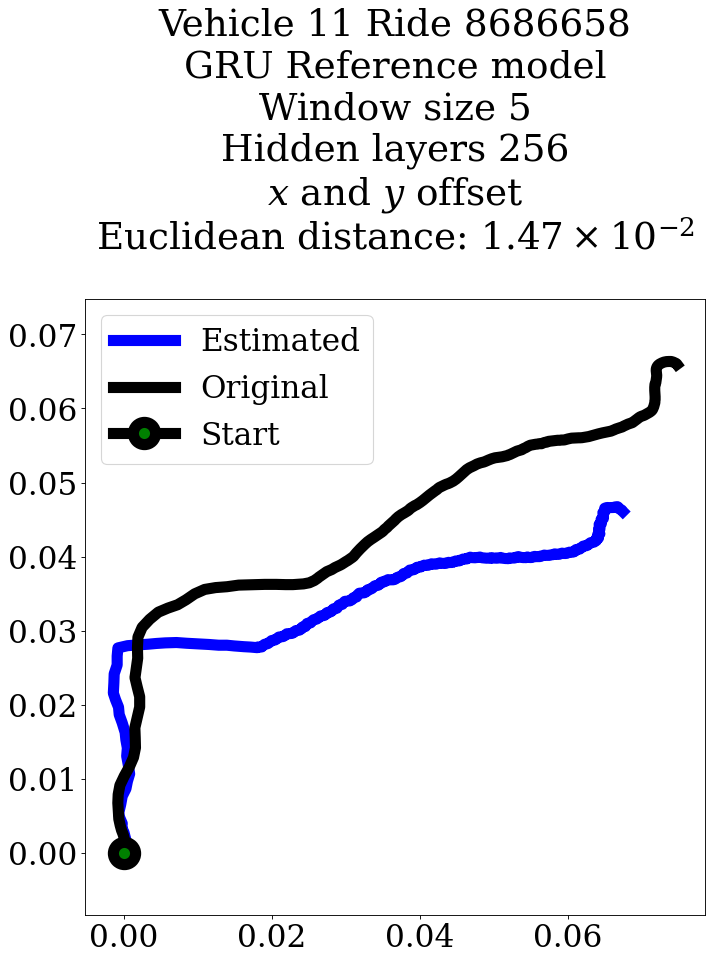 Vehicle 11 Ride 8686658
GRU Reference model
Window size 5
Hidden layers 256
x and y offset
Euclidean distance: 1.47 × 10⁻²
Estimated
Original
Start
0.07
0.06
0.05
0.04
0.03
0.02
0.01
0.00
0.00 0.02 0.04 0.06